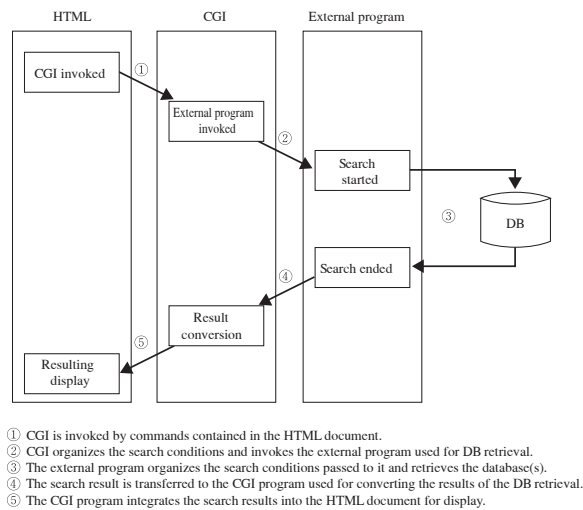 HTML CGI External program
CGI invoked
①
External program
invoked
②
Search
started
③
DB
Search ended
④
Result
conversion
⑤
Resulting
display
① CGI is invoked by commands contained in the HTML document.
② CGI organizes the search conditions and invokes the external program used for DB retrieval.
③ The external program organizes the search conditions passed to it and retrieves the database(s).
④ The search result is transferred to the CGI program used for converting the results of the DB retrieval.
⑤ The CGI program integrates the search results into the HTML document for display.